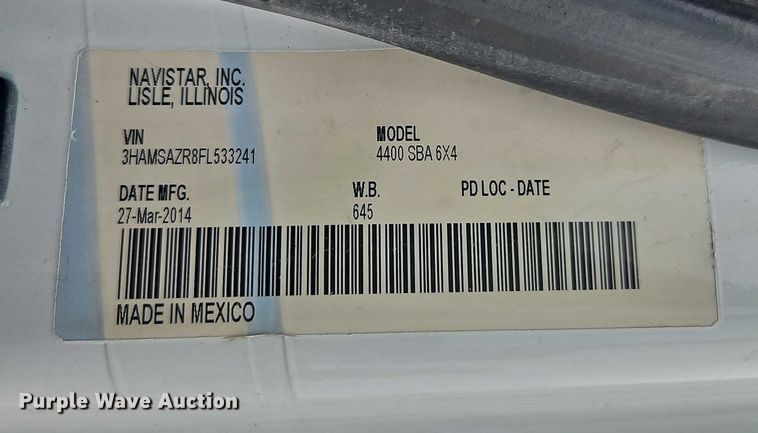 NAVISTAR, INC.
LISLE, ILLINOIS
VIN MODEL
3HAMSAZR8FL533241 4400 SBA 6X4
DATE MFG. W.B. PD LOC - DATE
27-Mar-2014 645
MADE IN MEXICO
Purple Wave Auction